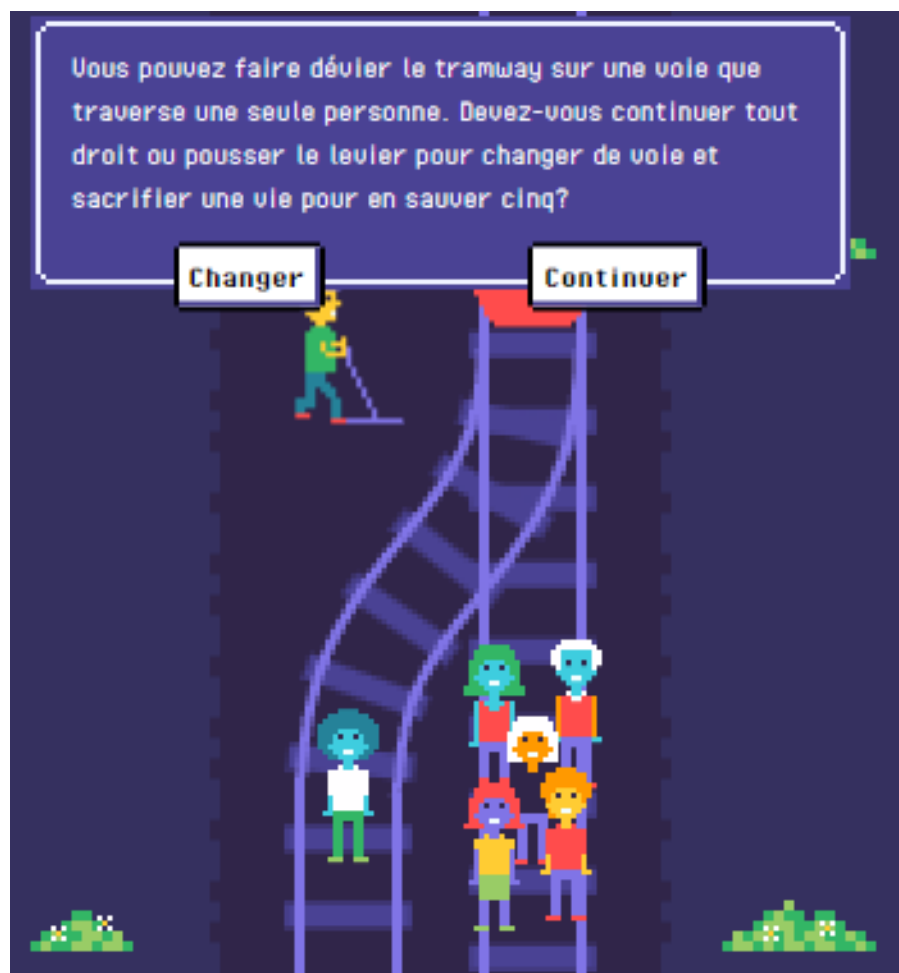 Vous pouvez faire dévier le tramway sur une voie que
traverse une seule personne. Devez-vous continuer tout
droit ou pousser le levier pour changer de voie et
sacrifier une vie pour en sauver cinq?
Changer
Continuer